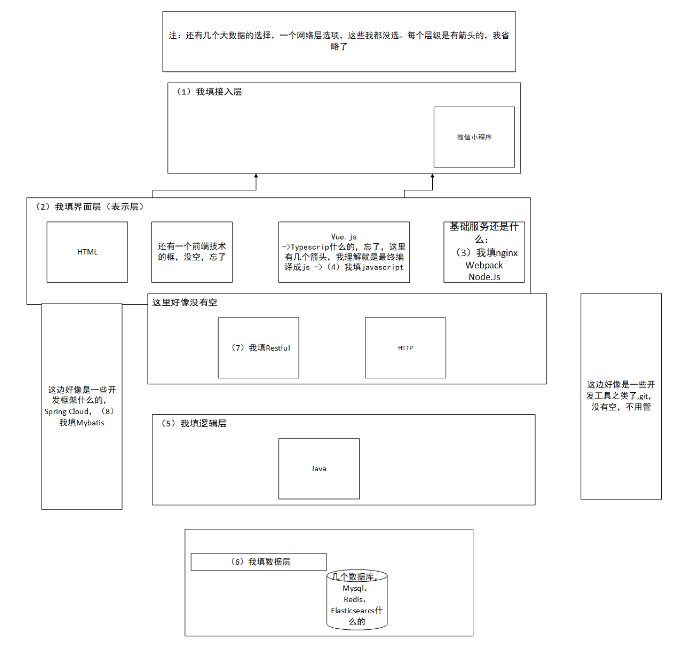 注：还有几个大数据的选择，一个网络层选项，这些我都没选。每个层级是有箭头的，我省
略了
（1）我填接入层
微信小程序
（2）我填界面层（表示层）
HTML
还有一个前端技术
的框，没空，忘了
Vue.js
->Typescrip什么的，忘了，这里
有几个箭头，我理解就是最终编
译成js ->（4）我填javascript
基础服务还是什
么：
（3）我填nginx
Webpack
Node.Js
这里好像没有空
（7）我填Restful
HTTP
这边好像是一些开
发框架什么的，
Spring Cloud，（8）
我填Mybatis
这边好像是一些开
发工具之类了,git,
没有空，不用管
（5）我填逻辑层
Java
（6）我填数据层
几个数据库，
Mysql、
Redis、
Elasticsearcs什
么的